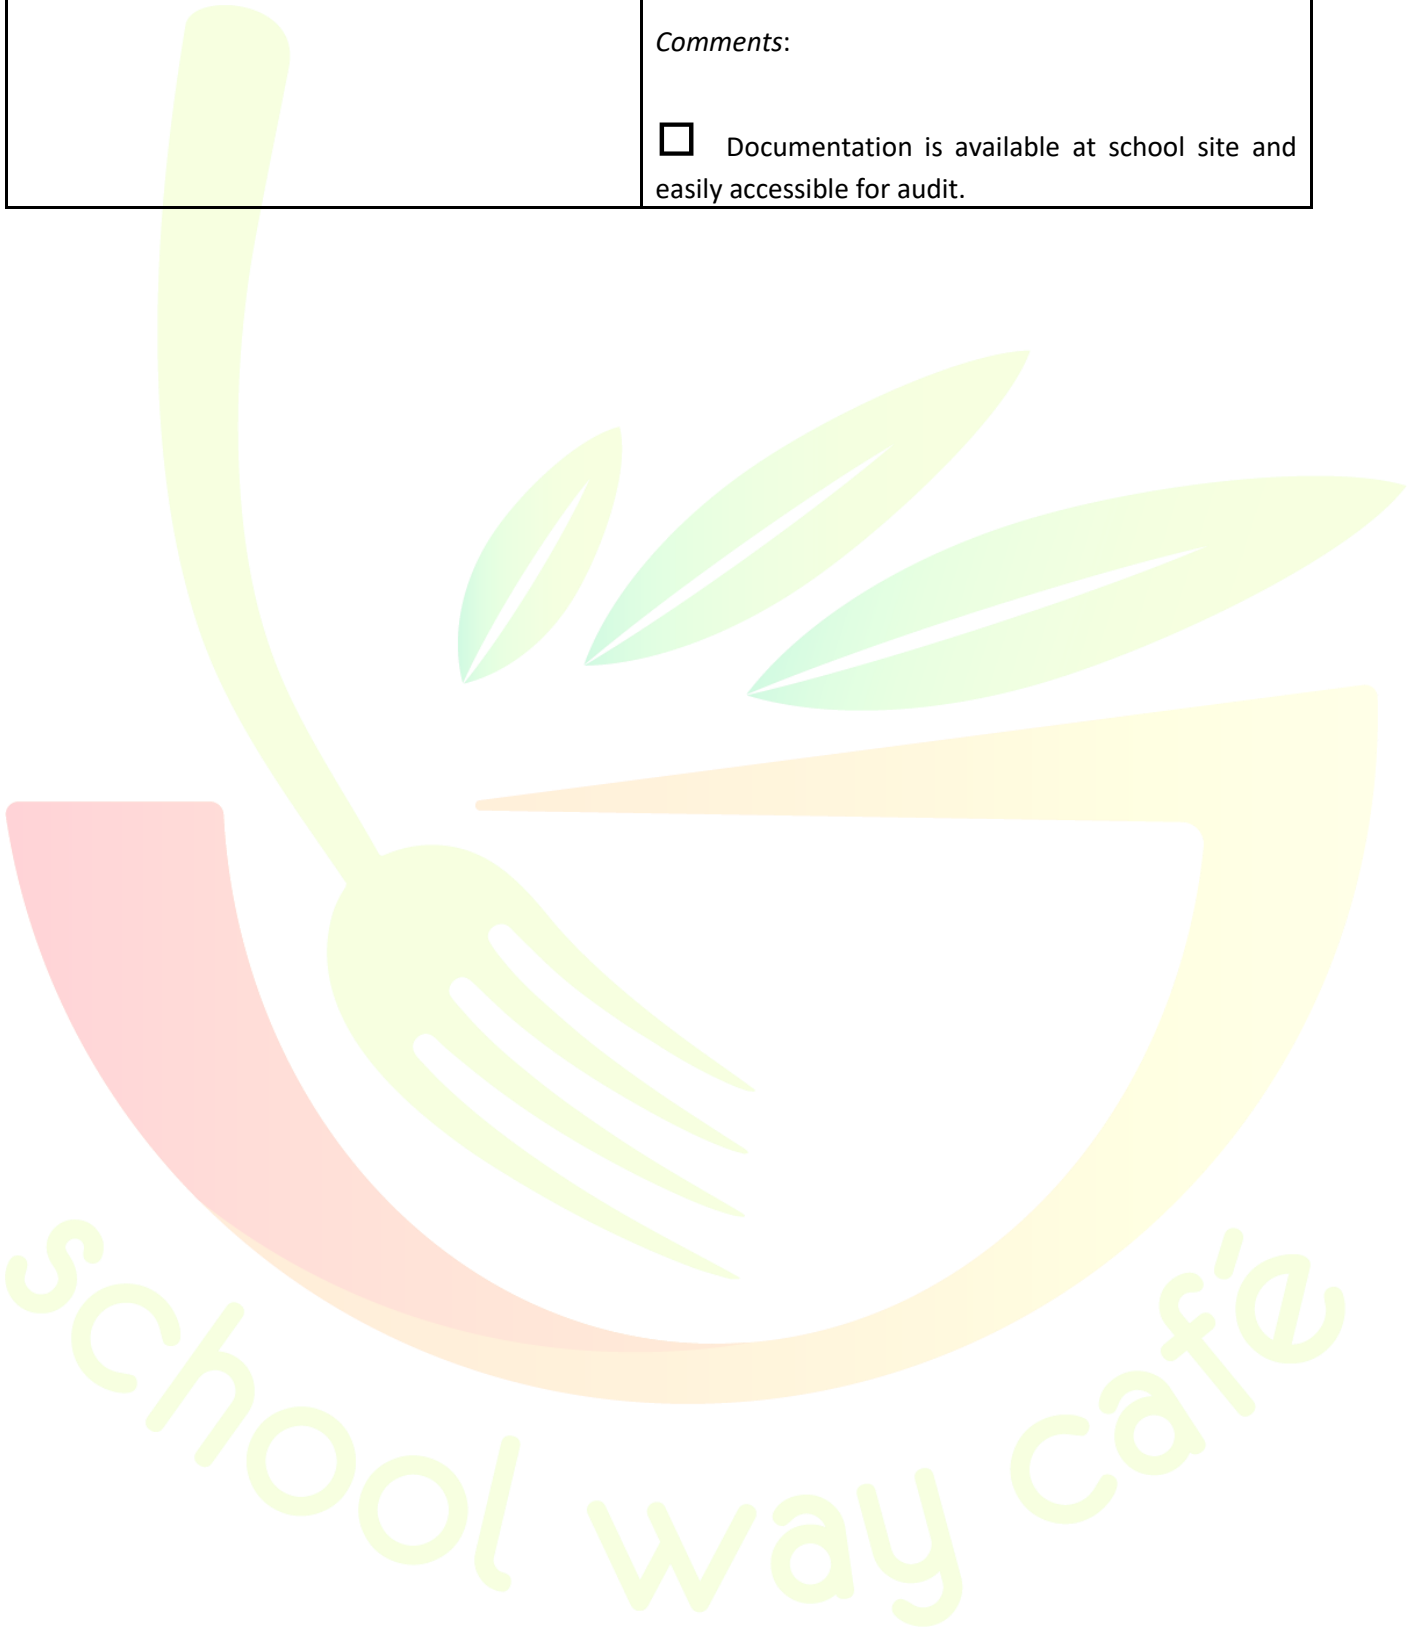 Comments:
Documentation is available at school site and
easily accessible for audit.
school way café